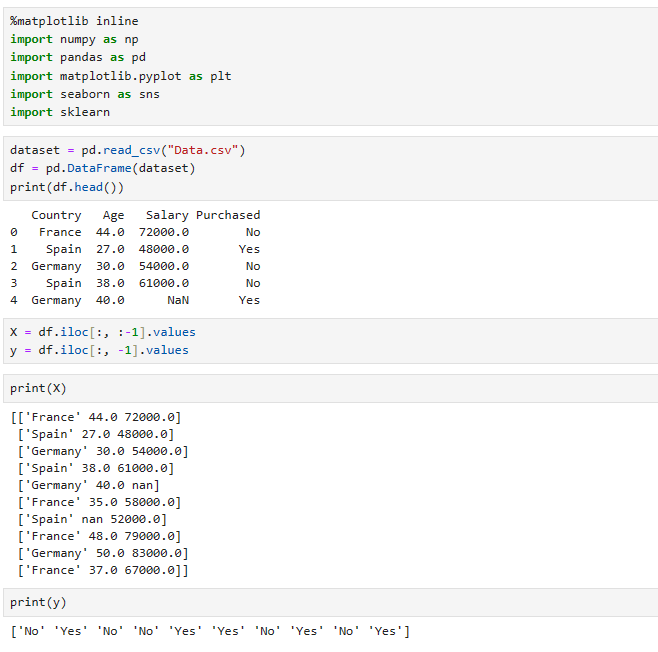 %matplotlib inline
import numpy as np
import pandas as pd
import matplotlib.pyplot as plt
import seaborn as sns
import sklearn
dataset = pd.read_csv("Data.csv")
df = pd.DataFrame(dataset)
print(df.head())
   Country   Age   Salary Purchased
0   France  44.0  72000.0        No
1    Spain  27.0  48000.0       Yes
2  Germany  30.0  54000.0        No
3    Spain  38.0  61000.0        No
4  Germany  40.0      NaN       Yes
X = df.iloc[:, :-1].values
y = df.iloc[:, -1].values
print(X)
[['France' 44.0 72000.0]
 ['Spain' 27.0 48000.0]
 ['Germany' 30.0 54000.0]
 ['Spain' 38.0 61000.0]
 ['Germany' 40.0 nan]
 ['France' 35.0 58000.0]
 ['Spain' nan 52000.0]
 ['France' 48.0 79000.0]
 ['Germany' 50.0 83000.0]
 ['France' 37.0 67000.0]]
print(y)
['No' 'Yes' 'No' 'No' 'Yes' 'Yes' 'No' 'Yes' 'No' 'Yes']